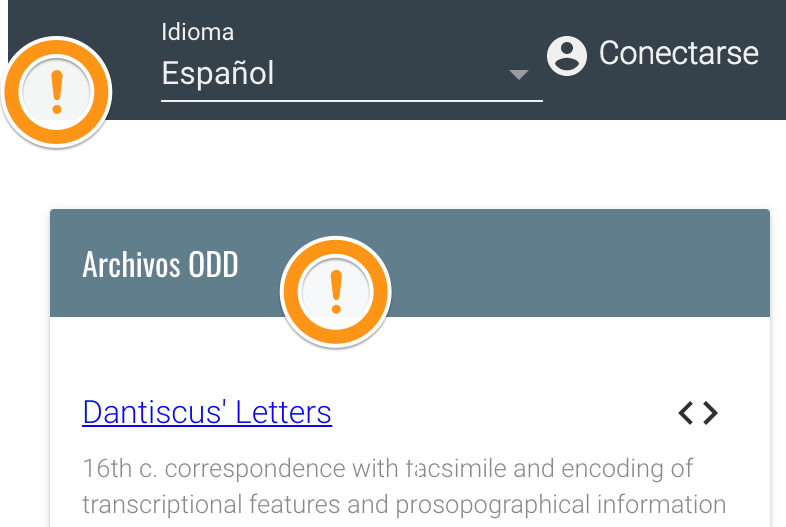 Idioma
Español
Conectarse
Archivos ODD
Dantiscus' Letters
16th c. correspondence with facsimile and encoding of
transcriptional features and prosopographical information